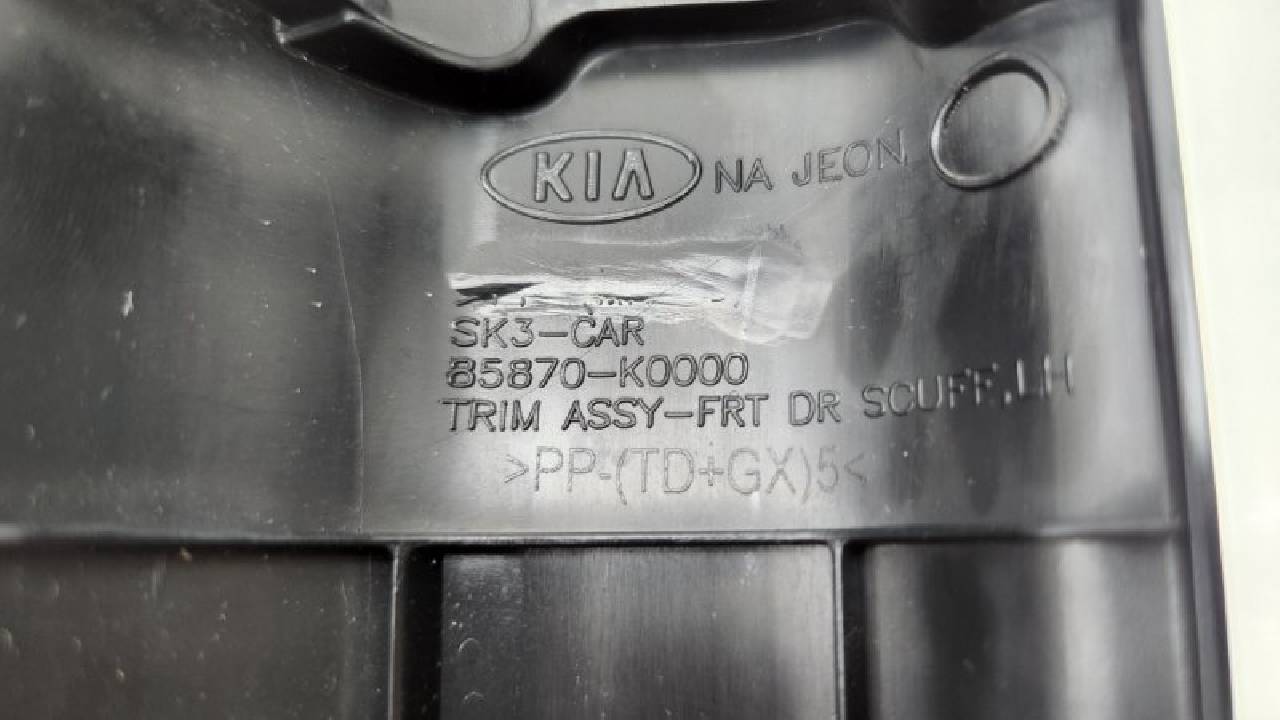 KIA NA JEON
SK3-CAR
85870-K0000
TRIM ASSY-FRT DR SCUFF,LH
>PP-(TD+GX)5<